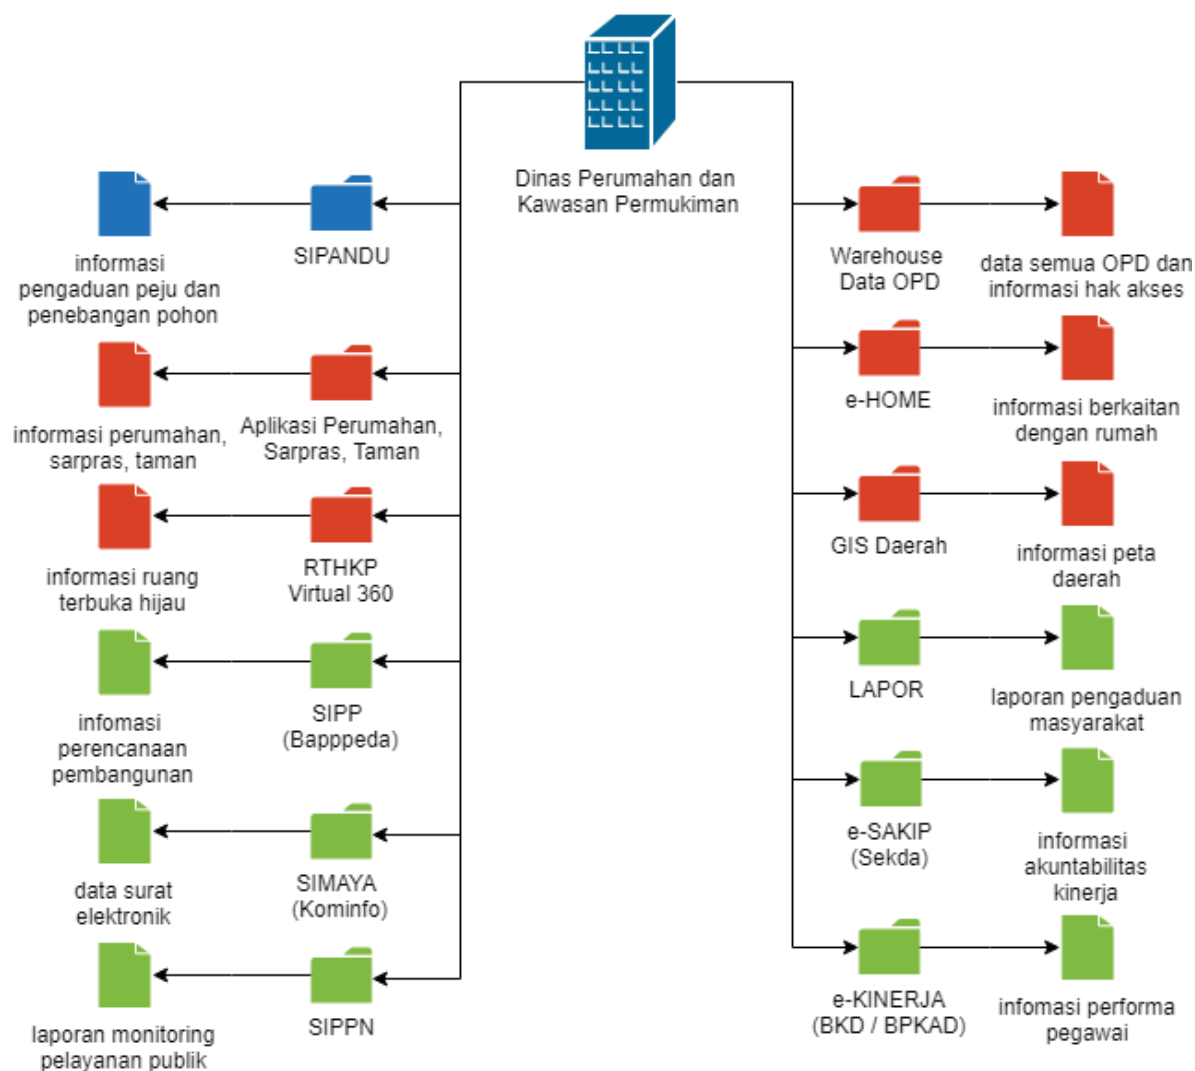 Dinas Perumahan dan
Kawasan Permukiman
SIPANDU
informasi
pengaduan peju dan
penebangan pohon
Aplikasi Perumahan,
Sarpras, Taman
informasi perumahan,
sarpras, taman
RTHKP
Virtual 360
informasi ruang
terbuka hijau
SIPP
(Bapppeda)
infomasi
perencanaan
pembangunan
SIMAYA
(Kominfo)
data surat
elektronik
SIPPN
laporan monitoring
pelayanan publik
Warehouse
Data OPD
data semua OPD dan
informasi hak akses
e-HOME
informasi berkaitan
dengan rumah
GIS Daerah
informasi peta
daerah
LAPOR
laporan pengaduan
masyarakat
e-SAKIP
(Sekda)
informasi
akuntabilitas
kinerja
e-KINERJA
(BKD / BPKAD)
infomasi performa
pegawai